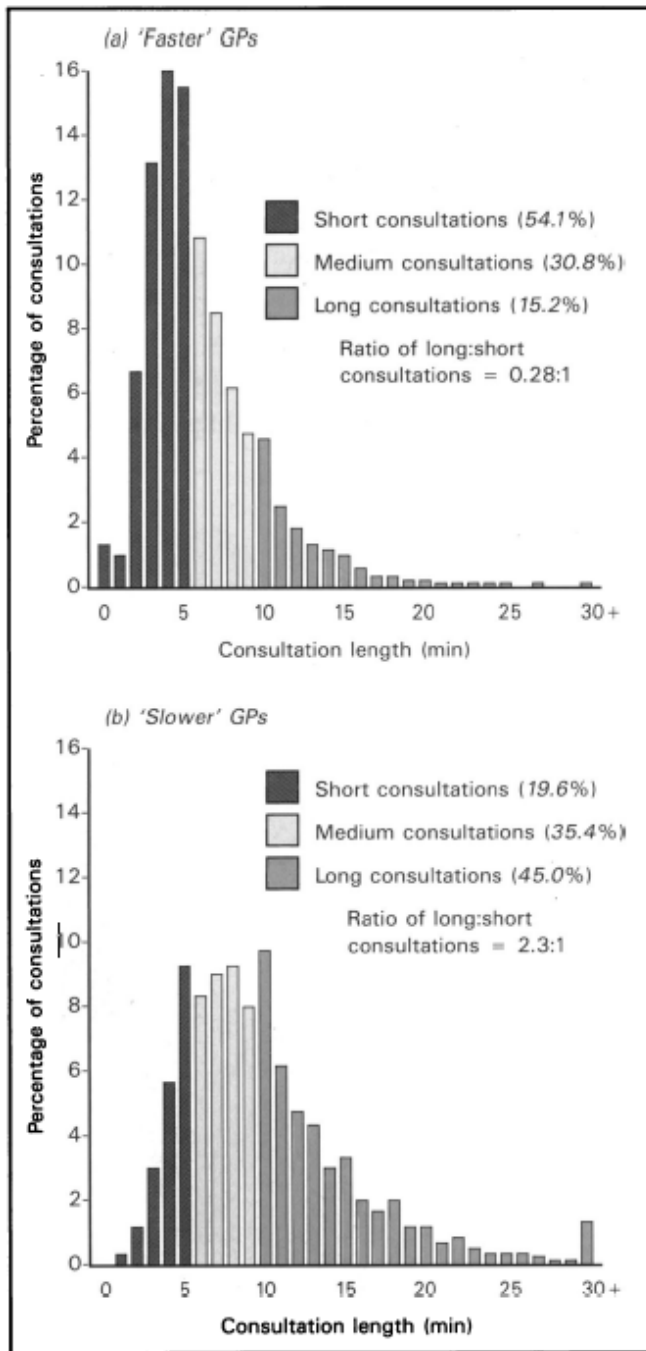 (a) 'Faster' GPs
16
14
12
10
8
6
4
2
0
Percentage of consultations
Short consultations (54.1%)
Medium consultations (30.8%)
Long consultations (15.2%)
Ratio of long:short
consultations = 0.28:1
0 5 10 15 20 25 30+
Consultation length (min)
(b) 'Slower' GPs
16
14
12
10
8
6
4
2
0
Percentage of consultations
Short consultations (19.6%)
Medium consultations (35.4%)
Long consultations (45.0%)
Ratio of long:short
consultations = 2.3:1
0 5 10 15 20 25 30+
Consultation length (min)